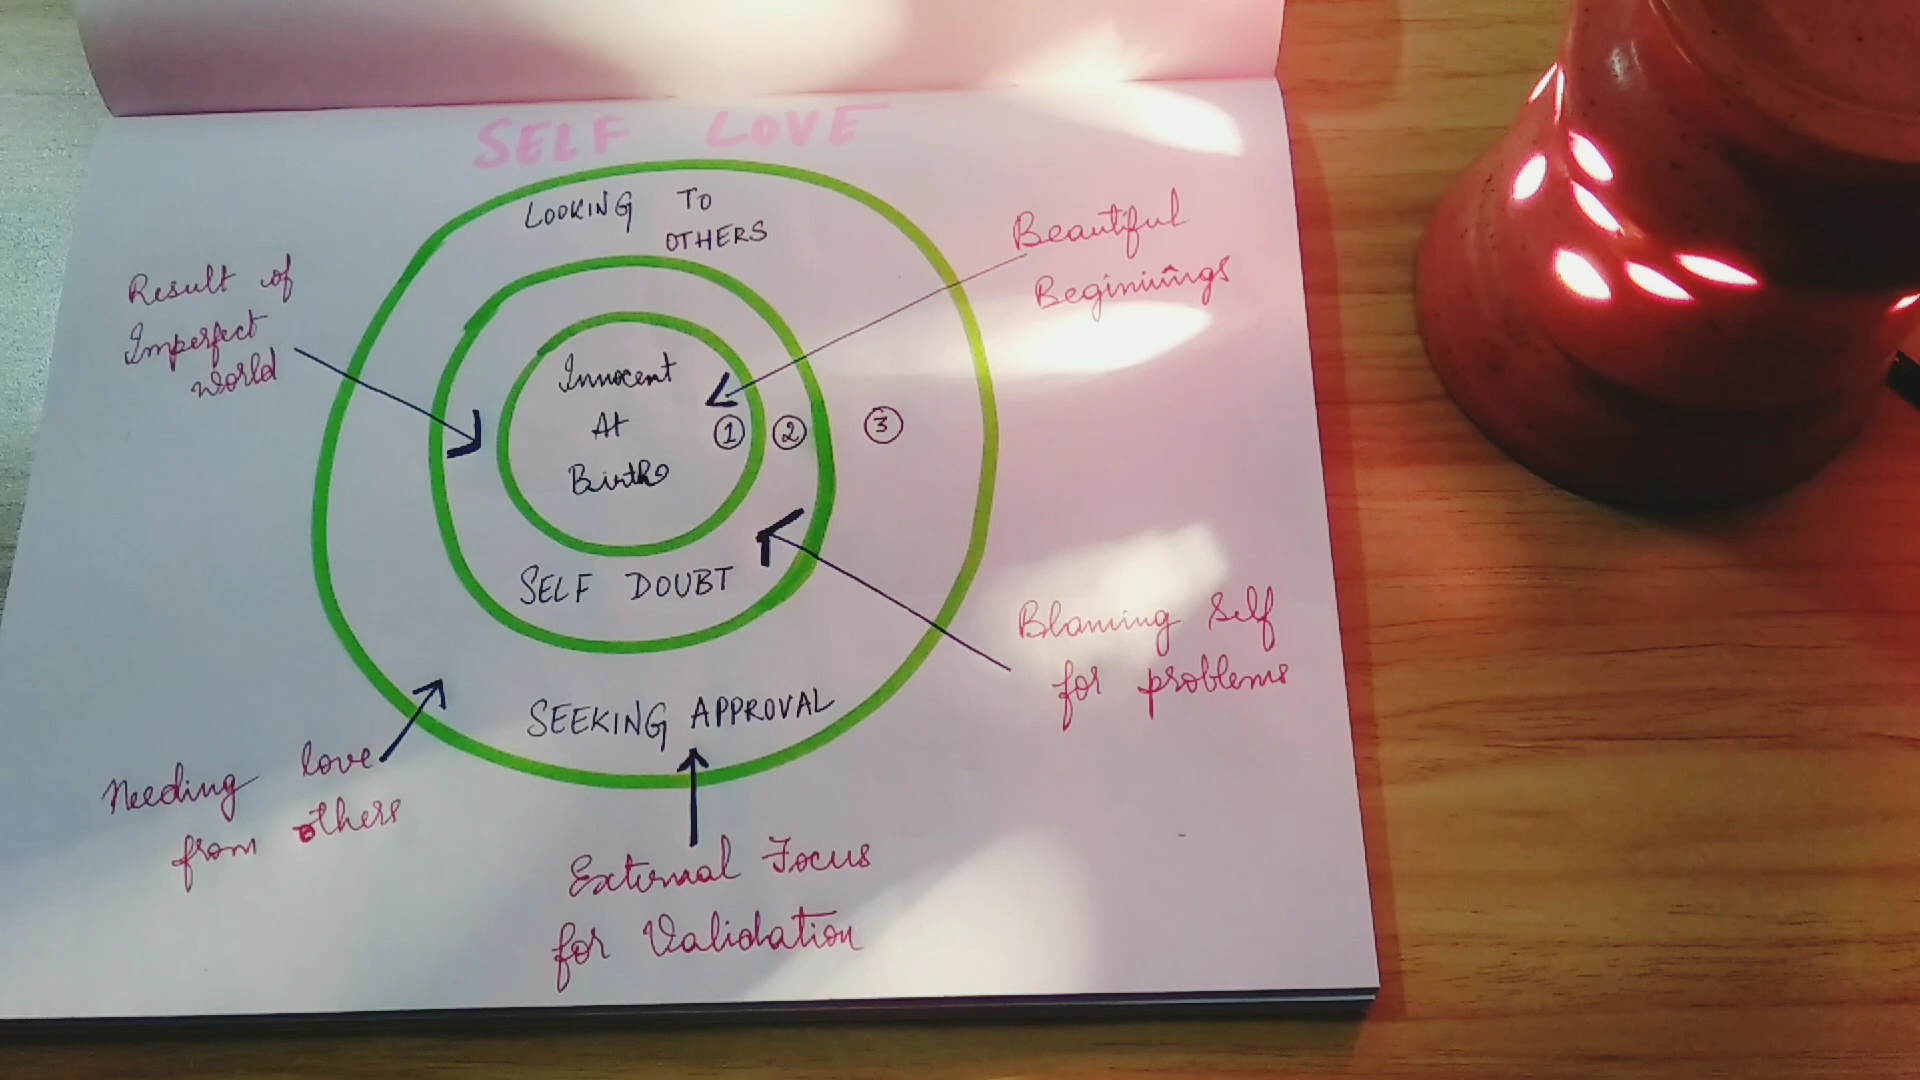 SELF LOVE
LOOKING TO
OTHERS
Beautiful
Beginnings
Result of
Imperfect
world
Innocent
At
Birth
1 2 3
SELF DOUBT
Blaming Self
for problems
SEEKING APPROVAL
Needing love
from others
External Focus
for Validation